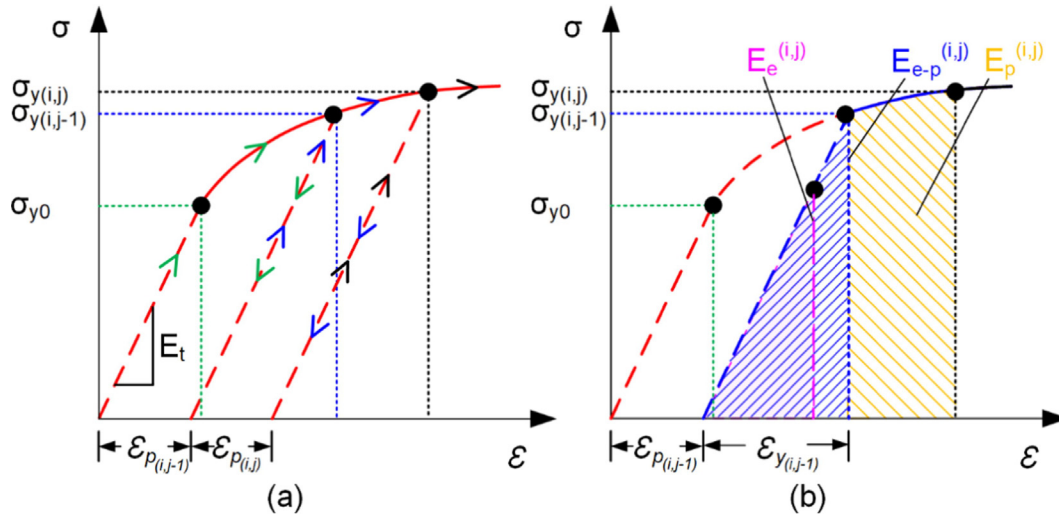 σ
σy(i,j)
σy(i,j-1)
σy0
Et
εp(i,j-1)
εp(i,j)
ε
(a)
σ
Ee(i,j)
Ee-p(i,j)
Ep(i,j)
σy(i,j)
σy(i,j-1)
σy0
εp(i,j-1)
εy(i,j-1)
ε
(b)